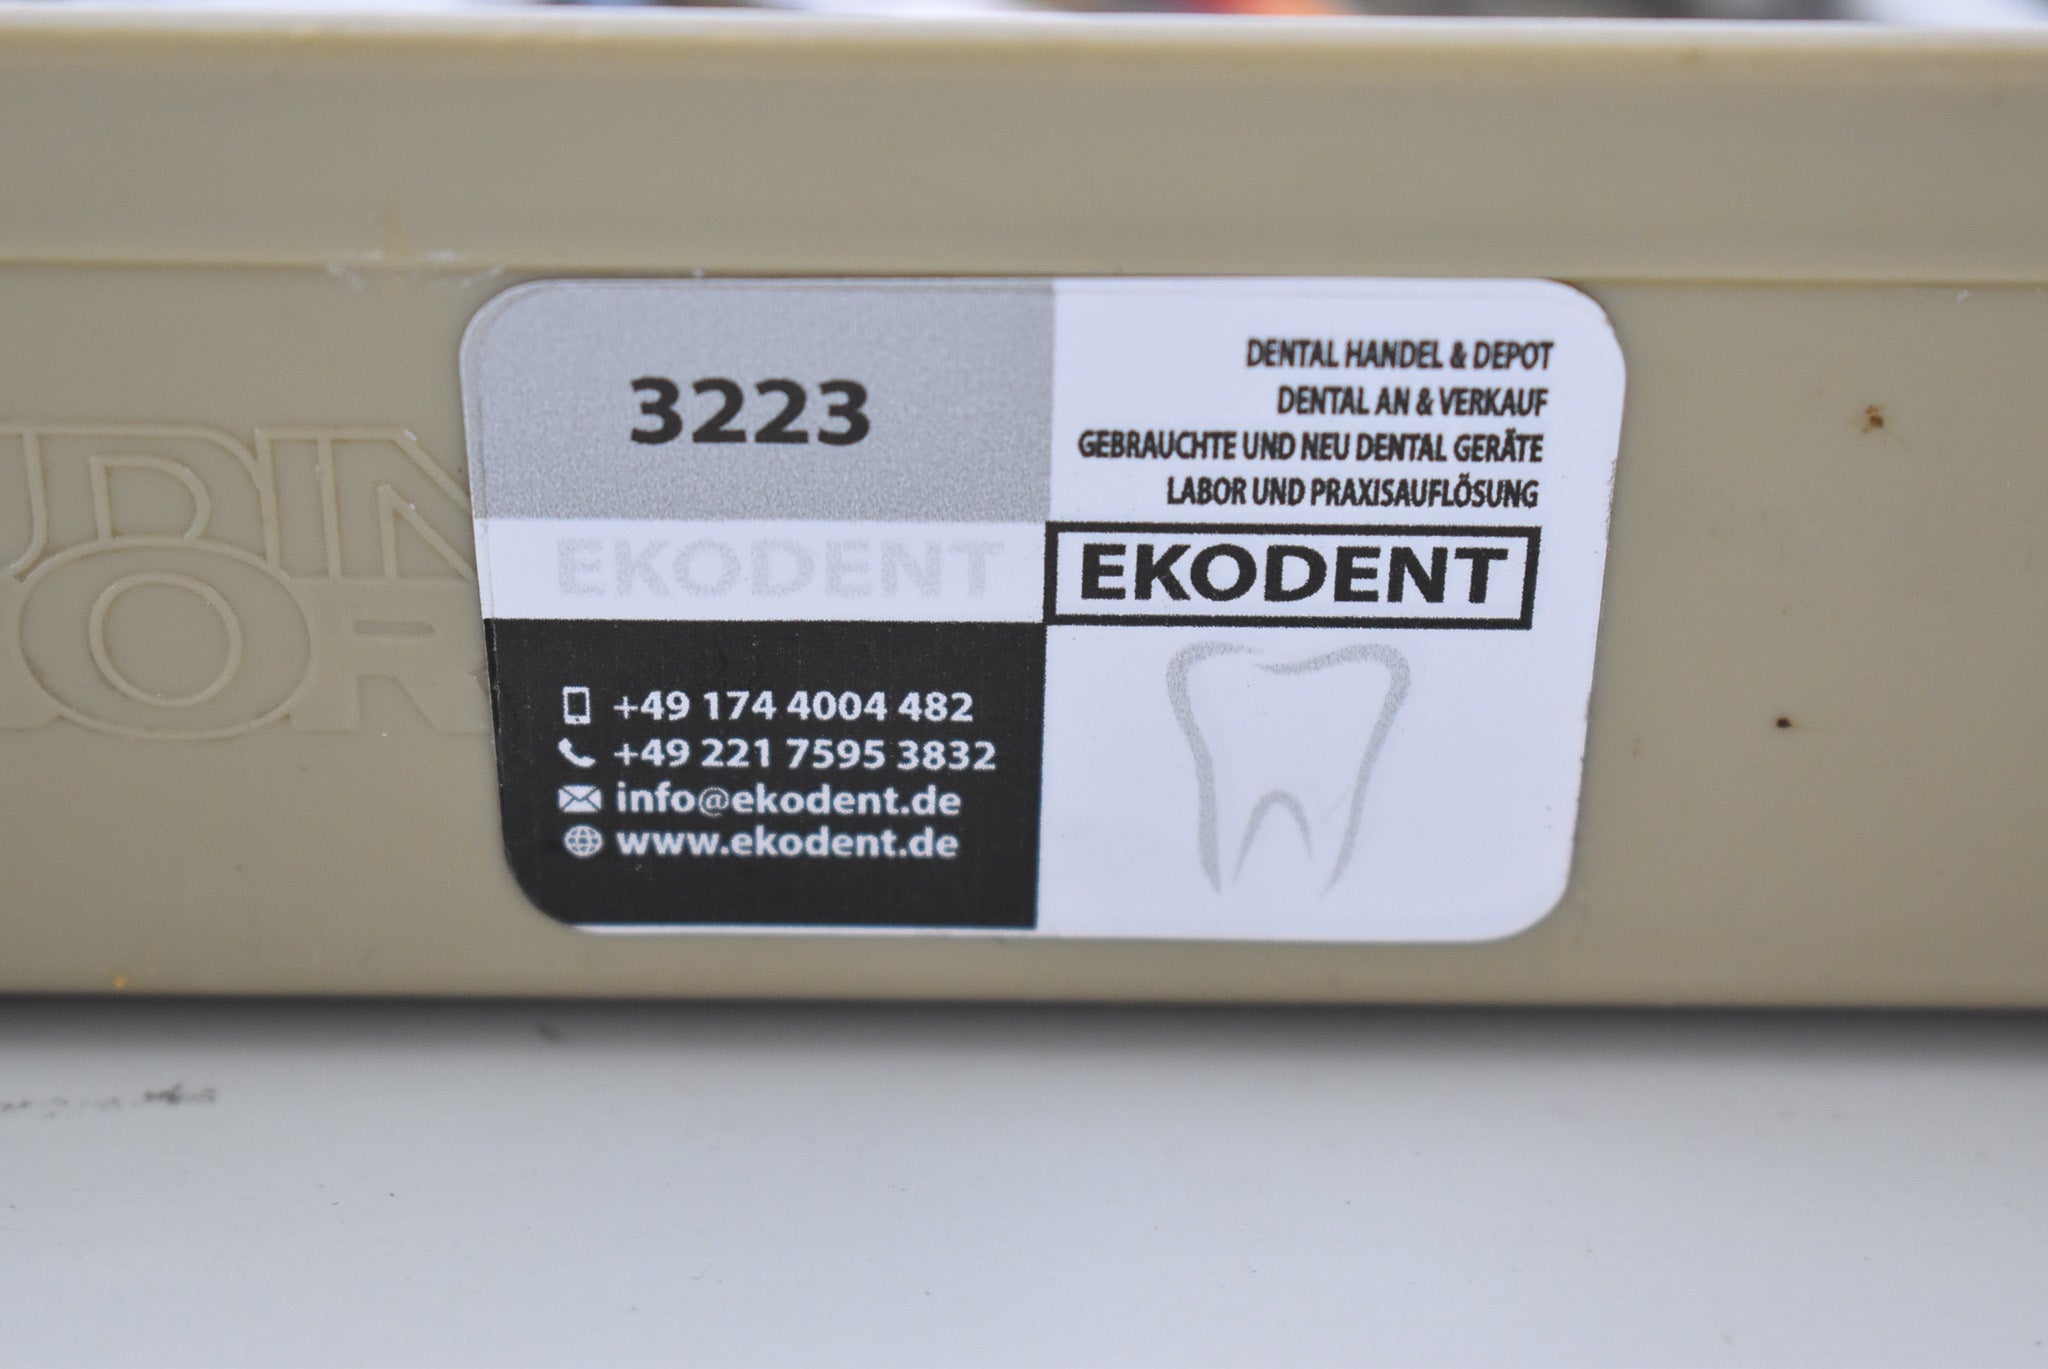 3223
DENTAL HANDEL & DEPOT
DENTAL AN & VERKAUF
GEBRAUCHTE UND NEU DENTAL GERÄTE
LABOR UND PRAXISAUFLÖSUNG
EKODENT
EKODENT
+49 174 4004 482
+49 221 7595 3832
info@ekodent.de
www.ekodent.de